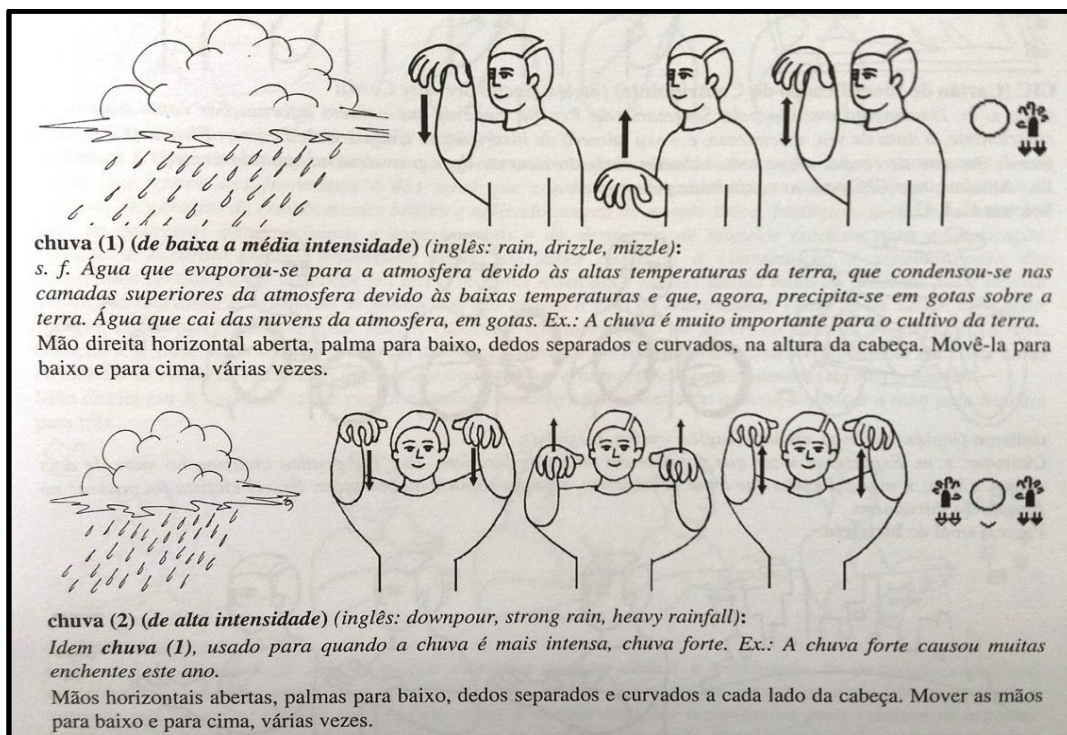 chuva (1) (de baixa a média intensidade) (inglês: rain, drizzle, mizzle):
s. f. Água que evaporou-se para a atmosfera devido às altas temperaturas da terra, que condensou-se nas
camadas superiores da atmosfera devido às baixas temperaturas e que, agora, precipita-se em gotas sobre a
terra. Água que cai das nuvens da atmosfera, em gotas. Ex.: A chuva é muito importante para o cultivo da terra.
Mão direita horizontal aberta, palma para baixo, dedos separados e curvados, na altura da cabeça. Movê-la para
baixo e para cima, várias vezes.
chuva (2) (de alta intensidade) (inglês: downpour, strong rain, heavy rainfall):
Idem chuva (1), usado para quando a chuva é mais intensa, chuva forte. Ex.: A chuva forte causou muitas
enchentes este ano.
Mãos horizontais abertas, palmas para baixo, dedos separados e curvados a cada lado da cabeça. Mover as mãos
para baixo e para cima, várias vezes.